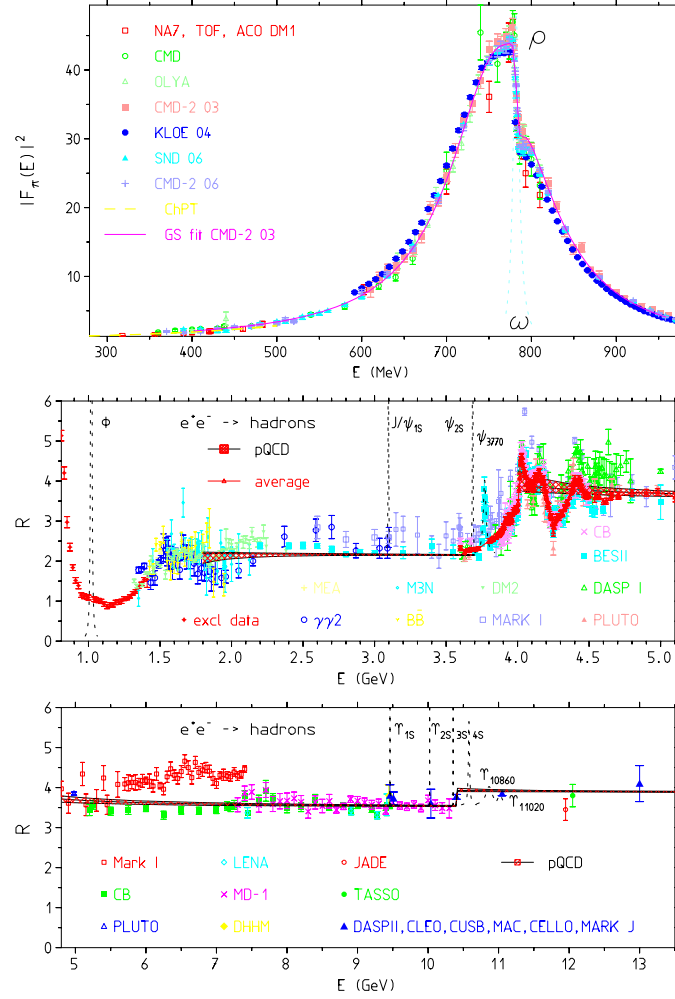 NA7, TOF, ACO DM1
CMD
OLYA
CMD-2 03
KLOE 04
SND 06
CMD-2 06
ChPT
GS fit CMD-2 03
ρ
ω
|Fπ(E)|²
10
20
30
40
300 400 500 600 700 800 900
E (MeV)
Φ
e⁺e⁻ -> hadrons
J/ψ1S
ψ2S
ψ3770
pQCD
average
CB
BESII
MEA
M3N
DM2
DASP I
excl data
γγ2
BB̄
MARK I
PLUTO
R
0
1
2
3
4
5
6
1.0 1.5 2.0 2.5 3.0 3.5 4.0 4.5 5.0
E (GeV)
e⁺e⁻ -> hadrons
ϒ1S
ϒ2S
3S
4S
ϒ10860
ϒ11020
Mark I
LENA
JADE
pQCD
CB
MD-1
TASSO
PLUTO
DHHM
DASPII,CLEO,CUSB,MAC,CELLO,MARK J
R
0
1
2
3
4
5
6
5 6 7 8 9 10 11 12 13
E (GeV)